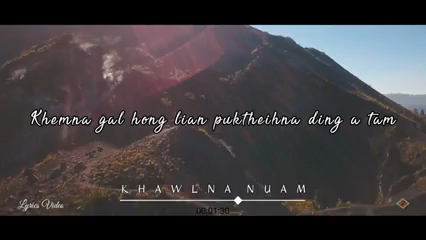 Khemna gal hong lian puktheihna ding a tam
KHAWLNA NUAM
Lyrics Video
00:01:30